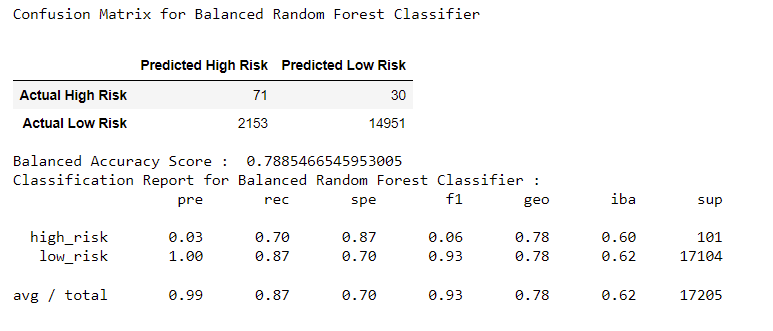 Confusion Matrix for Balanced Random Forest Classifier
Predicted High Risk Predicted Low Risk
Actual High Risk 71 30
Actual Low Risk 2153 14951
Balanced Accuracy Score :  0.7885466545953005
Classification Report for Balanced Random Forest Classifier :
pre rec spe f1 geo iba sup
high_risk 0.03 0.70 0.87 0.06 0.78 0.60 101
low_risk 1.00 0.87 0.70 0.93 0.78 0.62 17104
avg / total 0.99 0.87 0.70 0.93 0.78 0.62 17205